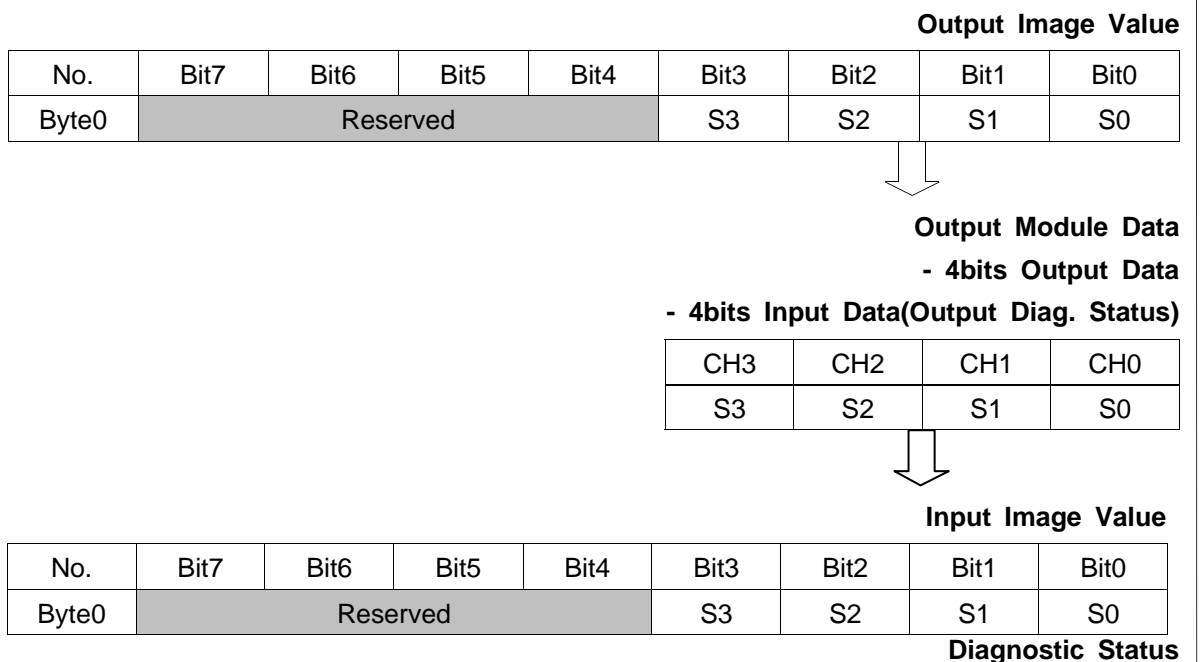 Output Image Value
No. Bit7 Bit6 Bit5 Bit4 Bit3 Bit2 Bit1 Bit0
Byte0 Reserved S3 S2 S1 S0
Output Module Data
- 4bits Output Data
- 4bits Input Data(Output Diag. Status)
CH3 CH2 CH1 CH0
S3 S2 S1 S0
Input Image Value
No. Bit7 Bit6 Bit5 Bit4 Bit3 Bit2 Bit1 Bit0
Byte0 Reserved S3 S2 S1 S0
Diagnostic Status